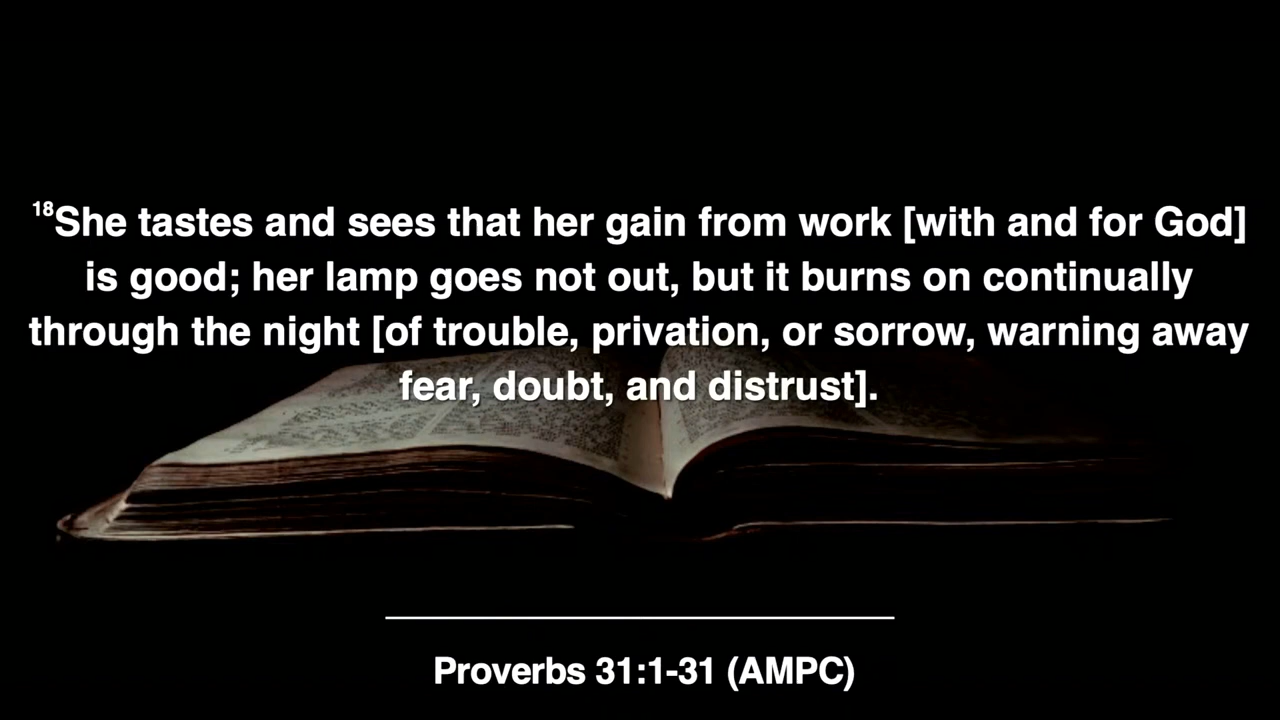 18She tastes and sees that her gain from work [with and for God]
is good; her lamp goes not out, but it burns on continually
through the night [of trouble, privation, or sorrow, warning away
fear, doubt, and distrust].
Proverbs 31:1-31 (AMPC)